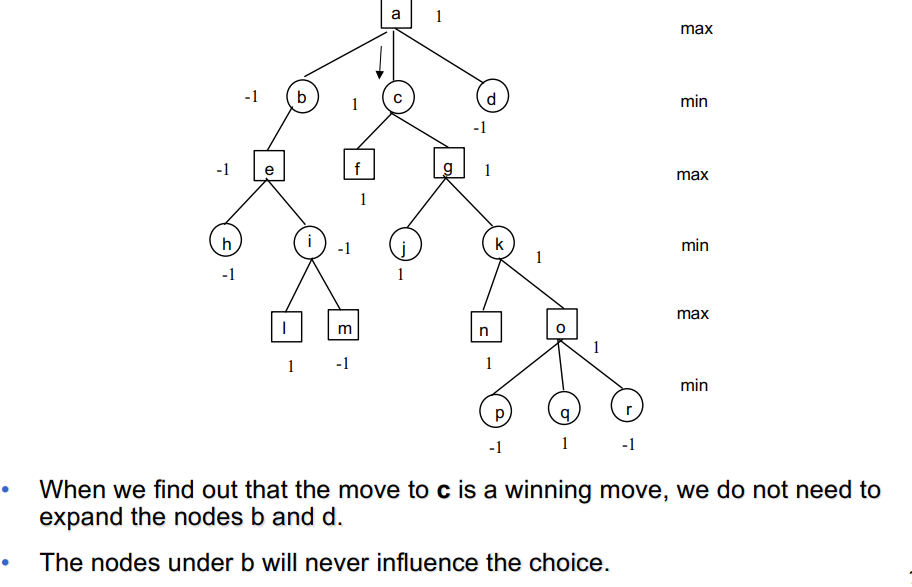 a 1 max
-1 b 1 c d min
-1
-1 e f g 1 max
1
h i -1 j k 1 min
-1 1
l m n o max
1
1 -1 1 min
p q r
-1 1 -1
• When we find out that the move to c is a winning move, we do not need to
expand the nodes b and d.
• The nodes under b will never influence the choice.